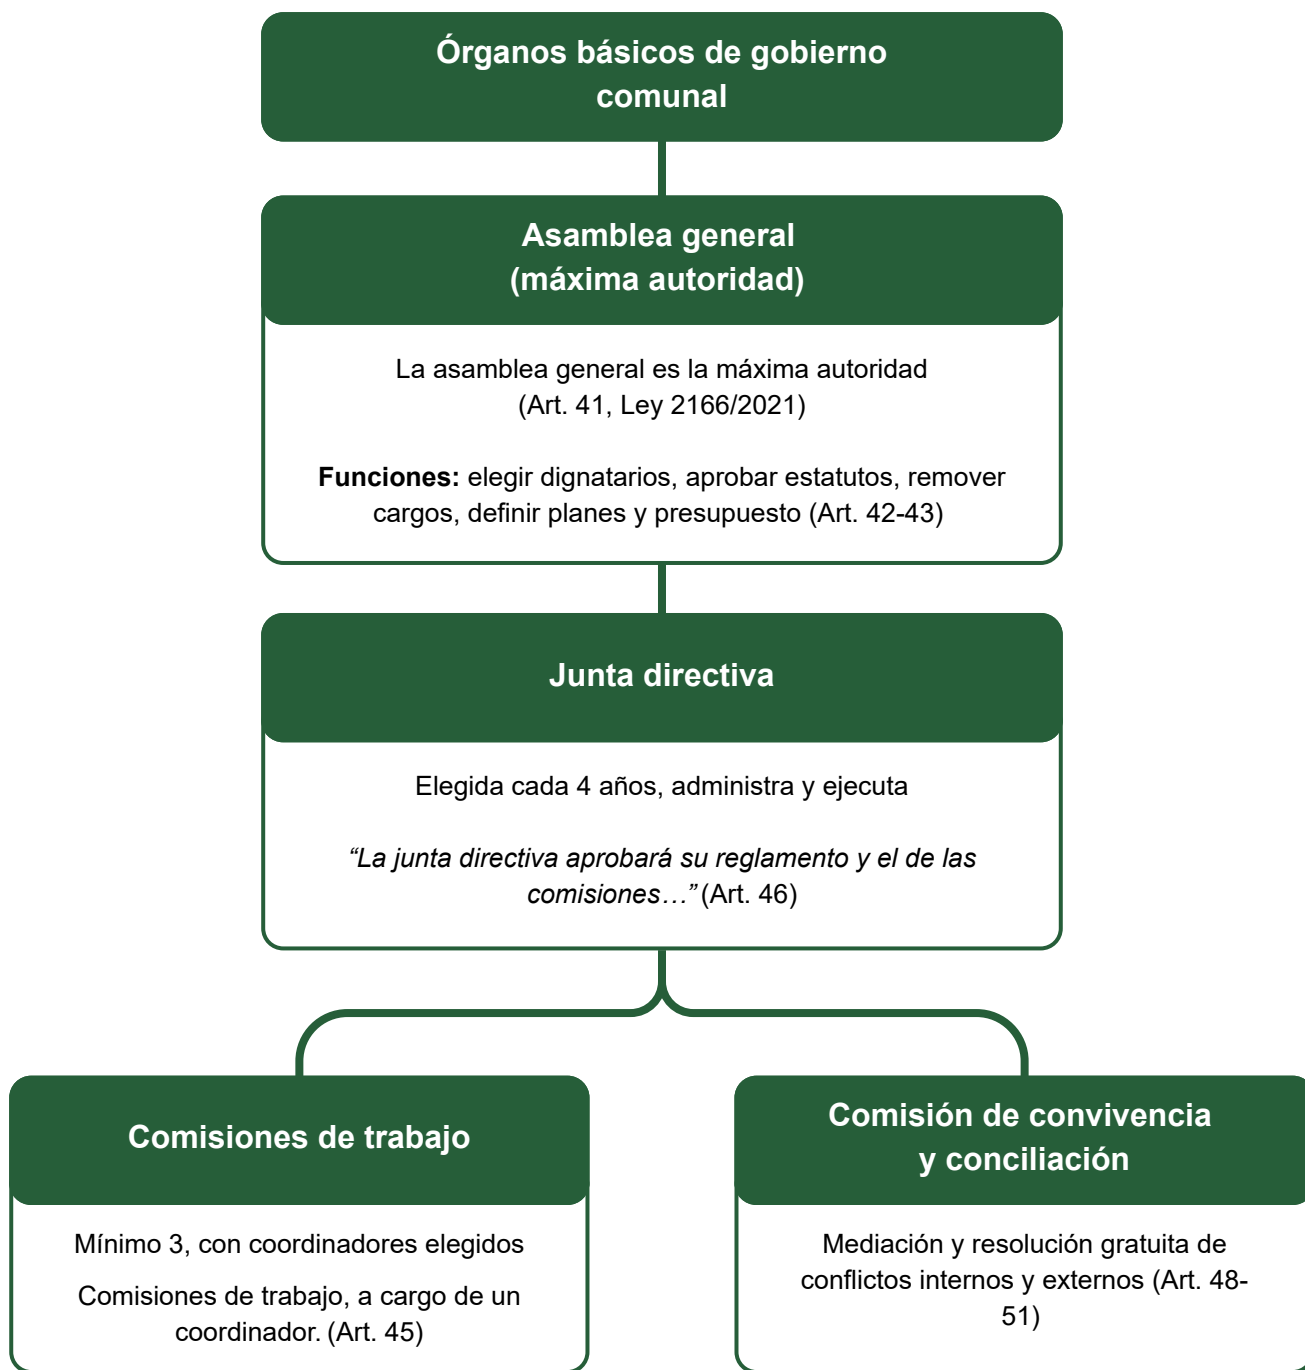 Órganos básicos de gobierno
comunal
Asamblea general
(máxima autoridad)
La asamblea general es la máxima autoridad
(Art. 41, Ley 2166/2021)
Funciones: elegir dignatarios, aprobar estatutos, remover
cargos, definir planes y presupuesto (Art. 42-43)
Junta directiva
Elegida cada 4 años, administra y ejecuta
“La junta directiva aprobará su reglamento y el de las
comisiones…” (Art. 46)
Comisiones de trabajo
Mínimo 3, con coordinadores elegidos
Comisiones de trabajo, a cargo de un
coordinador. (Art. 45)
Comisión de convivencia
y conciliación
Mediación y resolución gratuita de
conflictos internos y externos (Art. 48-
51)